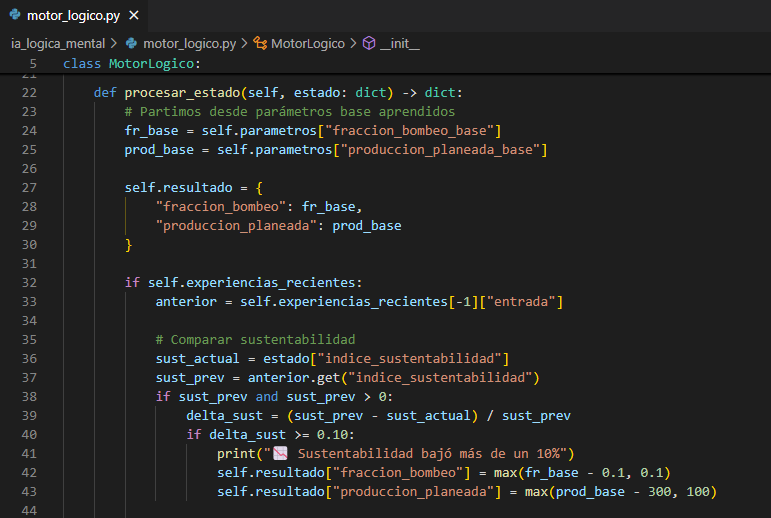 motor_logico.py ×
ia_logica_mental > motor_logico.py > MotorLogico > __init__
5 class MotorLogico:
21
22     def procesar_estado(self, estado: dict) -> dict:
23         # Partimos desde parámetros base aprendidos
24         fr_base = self.parametros["fraccion_bombeo_base"]
25         prod_base = self.parametros["produccion_planeada_base"]
26
27         self.resultado = {
28             "fraccion_bombeo": fr_base,
29             "produccion_planeada": prod_base
30         }
31
32         if self.experiencias_recientes:
33             anterior = self.experiencias_recientes[-1]["entrada"]
34
35             # Comparar sustentabilidad
36             sust_actual = estado["indice_sustentabilidad"]
37             sust_prev = anterior.get("indice_sustentabilidad")
38             if sust_prev and sust_prev > 0:
39                 delta_sust = (sust_prev - sust_actual) / sust_prev
40                 if delta_sust >= 0.10:
41                     print("📉 Sustentabilidad bajó más de un 10%")
42                     self.resultado["fraccion_bombeo"] = max(fr_base - 0.1, 0.1)
43                     self.resultado["produccion_planeada"] = max(prod_base - 300, 100)
44